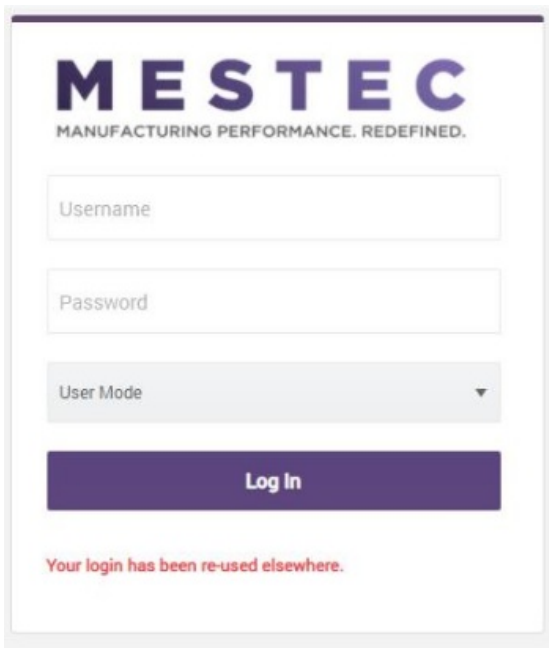 MESTEC
MANUFACTURING PERFORMANCE. REDEFINED.
Username
Password
User Mode
Log In
Your login has been re-used elsewhere.